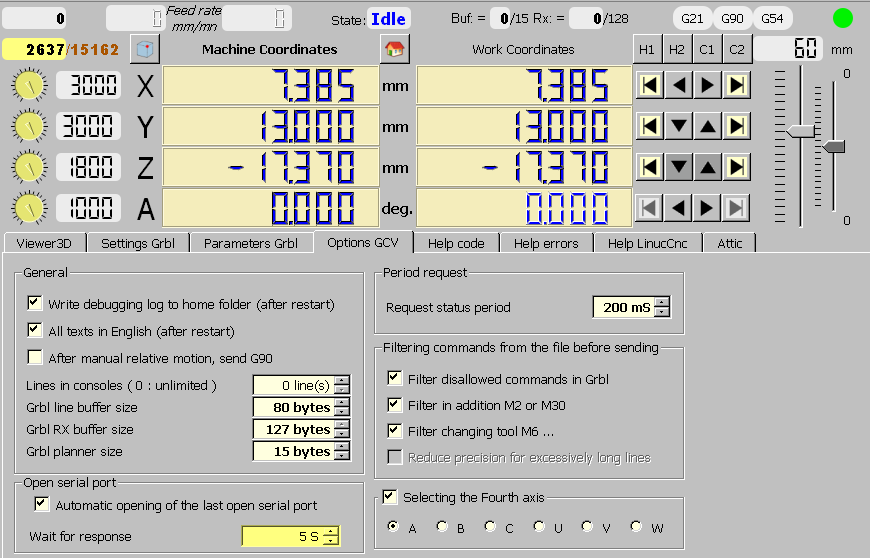 0 0 Feed rate mm/mn 0 State: Idle Buf: = 0/15 Rx: = 0/128 G21 G90 G54
2637/15162 Machine Coordinates Work Coordinates H1 H2 C1 C2 60 mm
3000 X 7.385 mm 7.385 0
3000 Y 13.000 mm 13.000
1800 Z -17.370 mm -17.370
1000 A 0.000 deg. 0.000 0
Viewer3D Settings Grbl Parameters Grbl Options GCV Help code Help errors Help LinucCnc Attic
General
Write debugging log to home folder (after restart)
All texts in English (after restart)
After manual relative motion, send G90
Lines in consoles ( 0 : unlimited ) 0 line(s)
Grbl line buffer size 80 bytes
Grbl RX buffer size 127 bytes
Grbl planner size 15 bytes
Open serial port
Automatic opening of the last open serial port
Wait for response 5 S
Period request
Request status period 200 mS
Filtering commands from the file before sending
Filter disallowed commands in Grbl
Filter in addition M2 or M30
Filter changing tool M6 ...
Reduce precision for excessively long lines
Selecting the Fourth axis
A B C U V W